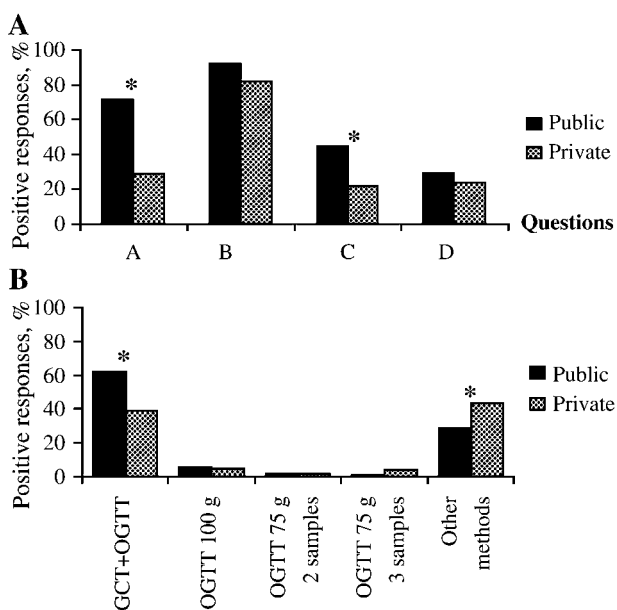 A
Positive responses, %
100
80
60
40
20
0
*
*
A
B
C
D
Questions
Public
Private
B
Positive responses, %
100
80
60
40
20
0
*
*
GCT+OGTT
OGTT 100 g
OGTT 75 g
2 samples
OGTT 75 g
3 samples
Other
methods
Public
Private